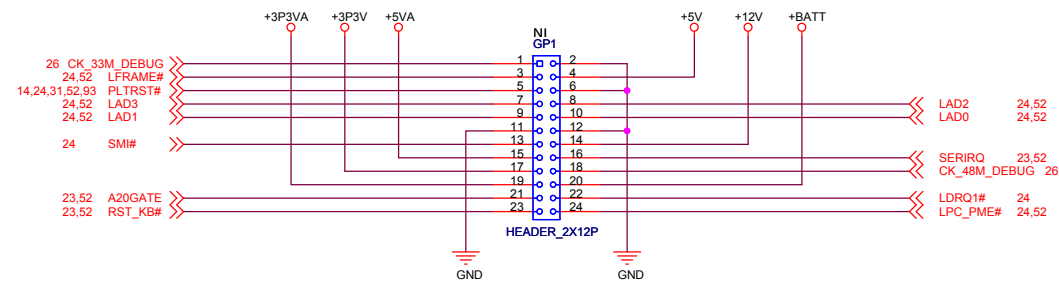 +3P3VA +3P3V +5VA +5V +12V +BATT
NI
GP1
26 CK_33M_DEBUG 1 2
24,52 LFRAME# 3 4
14,24,31,52,93 PLTRST# 5 6
24,52 LAD3 7 8 LAD2 24,52
24,52 LAD1 9 10 LAD0 24,52
11 12
24 SMI# 13 14
15 16 SERIRQ 23,52
17 18 CK_48M_DEBUG 26
19 20
23,52 A20GATE 21 22 LDRQ1# 24
23,52 RST_KB# 23 24 LPC_PME# 24,52
HEADER_2X12P
GND GND